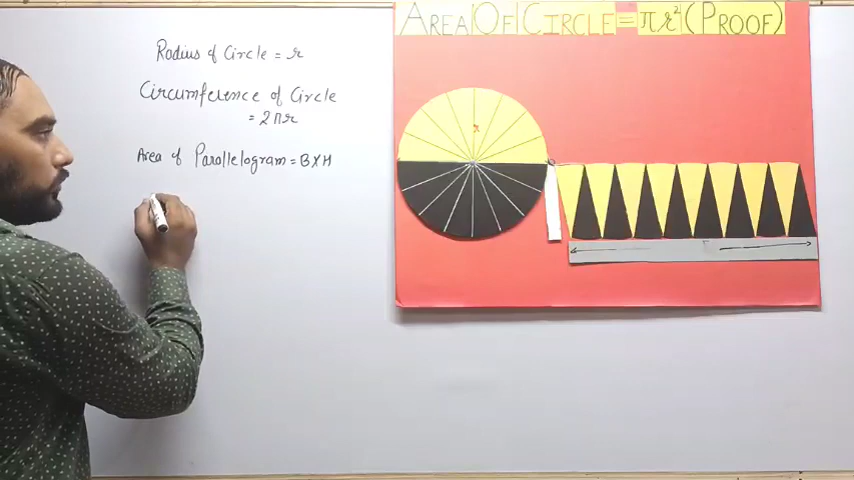 AREA OF CIRCLE = πr² (PROOF)
Radius of Circle = r
Circumference of Circle
= 2πr
Area of Parallelogram = B×H